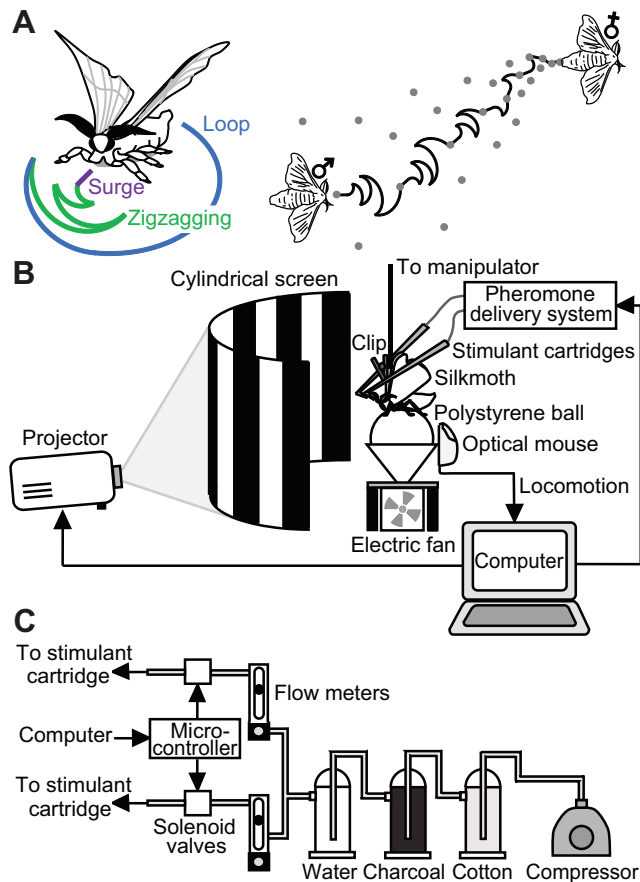 A
Loop
Surge
Zigzagging
♂
♀
B
Cylindrical screen
To manipulator
Pheromone
delivery system
Clip
Stimulant cartridges
Silkmoth
Polystyrene ball
Projector
Optical mouse
Locomotion
Electric fan
Computer
C
To stimulant
cartridge
Flow meters
Computer
Micro-
controller
To stimulant
cartridge
Solenoid
valves
Water
Charcoal
Cotton
Compressor